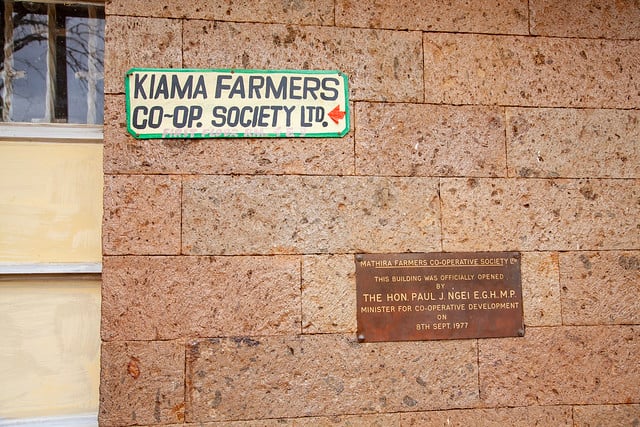 KIAMA FARMERS
CO-OP. SOCIETY LTD.
MATHIRA FARMERS CO-OPERATIVE SOCIETY LTD
THIS BUILDING WAS OFFICIALLY OPENED
BY
THE HON. PAUL J. NGEI E.G.H.M.P.
MINISTER FOR CO-OPERATIVE DEVELOPMENT
ON
8TH SEPT. 1977